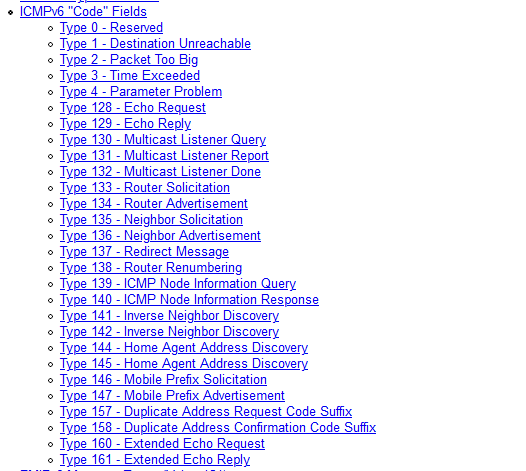 ICMPv6 "Code" Fields
Type 0 - Reserved
Type 1 - Destination Unreachable
Type 2 - Packet Too Big
Type 3 - Time Exceeded
Type 4 - Parameter Problem
Type 128 - Echo Request
Type 129 - Echo Reply
Type 130 - Multicast Listener Query
Type 131 - Multicast Listener Report
Type 132 - Multicast Listener Done
Type 133 - Router Solicitation
Type 134 - Router Advertisement
Type 135 - Neighbor Solicitation
Type 136 - Neighbor Advertisement
Type 137 - Redirect Message
Type 138 - Router Renumbering
Type 139 - ICMP Node Information Query
Type 140 - ICMP Node Information Response
Type 141 - Inverse Neighbor Discovery
Type 142 - Inverse Neighbor Discovery
Type 144 - Home Agent Address Discovery
Type 145 - Home Agent Address Discovery
Type 146 - Mobile Prefix Solicitation
Type 147 - Mobile Prefix Advertisement
Type 157 - Duplicate Address Request Code Suffix
Type 158 - Duplicate Address Confirmation Code Suffix
Type 160 - Extended Echo Request
Type 161 - Extended Echo Reply